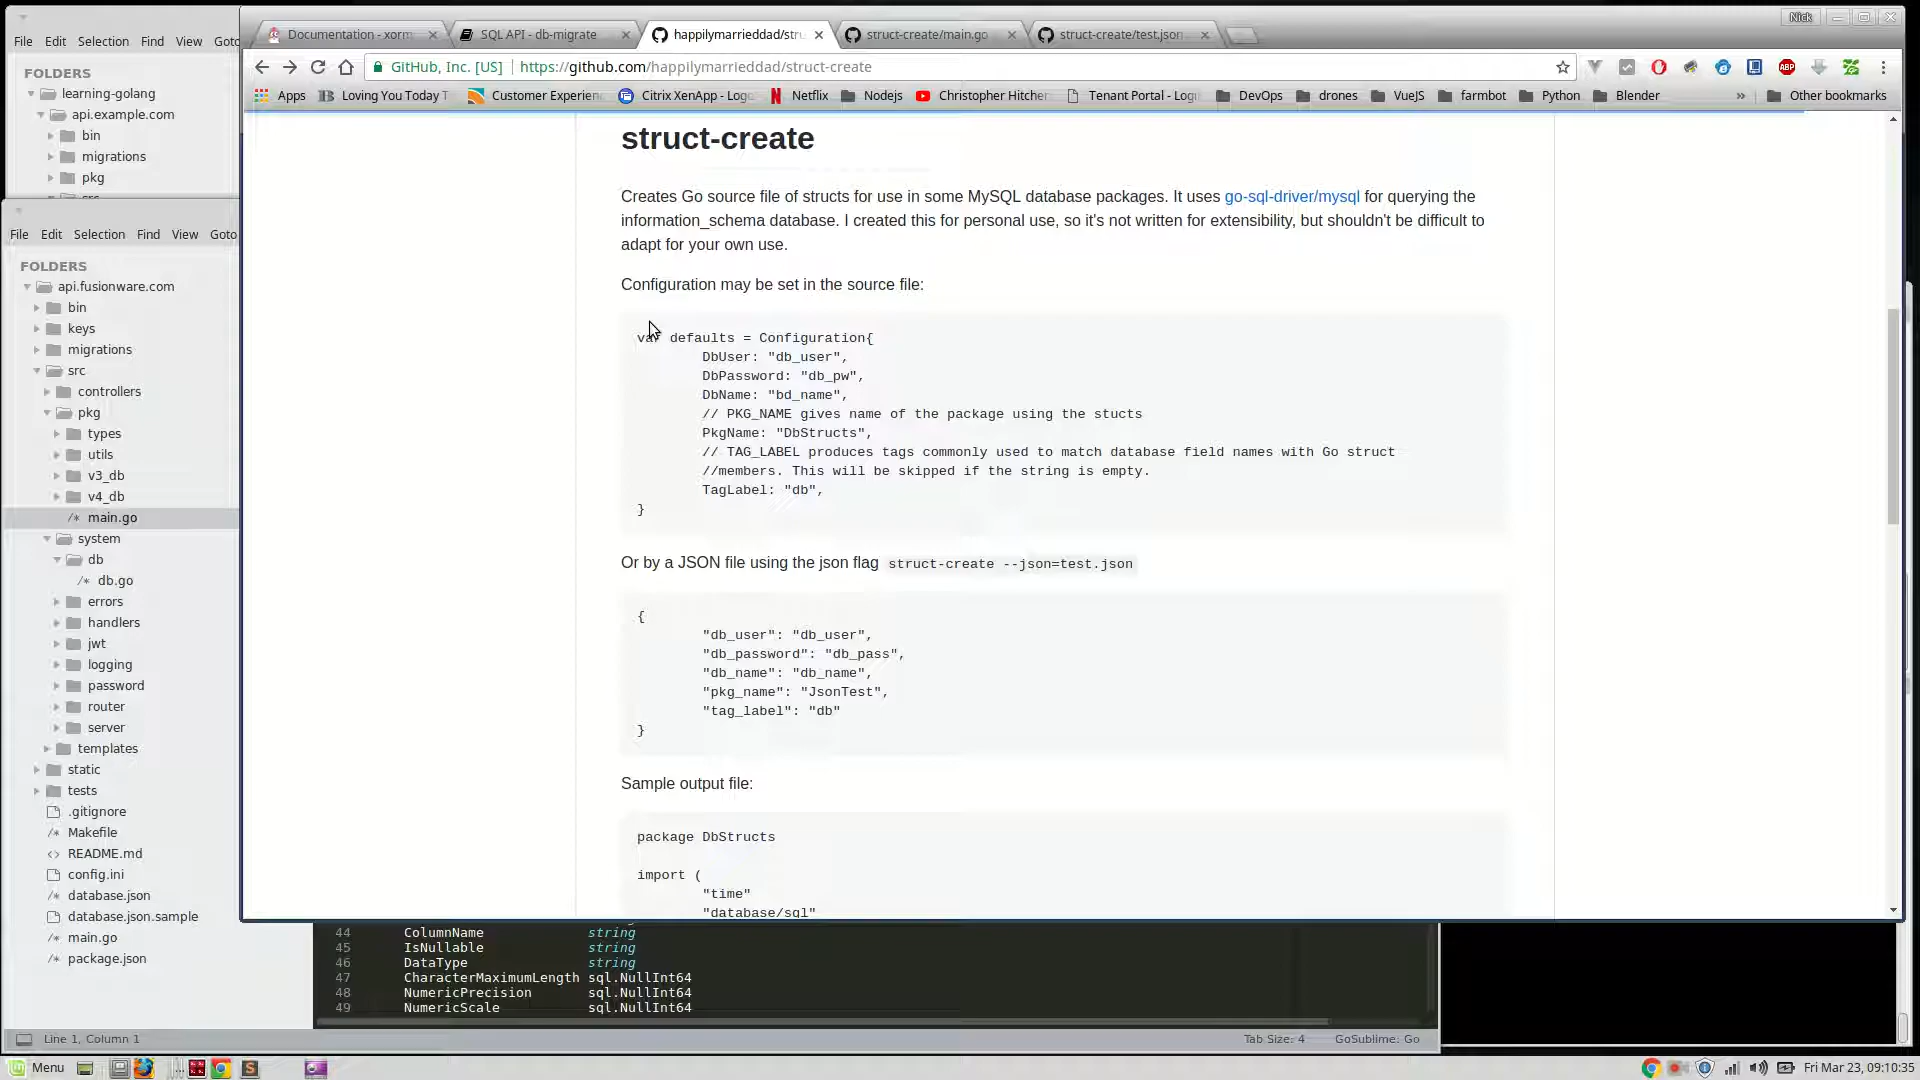 File Edit Selection Find View Goto
FOLDERS
learning-golang
api.example.com
bin
migrations
pkg
src
File Edit Selection Find View Goto
FOLDERS
api.fusionware.com
bin
keys
migrations
src
controllers
pkg
types
utils
v3_db
v4_db
/* main.go
system
db
/* db.go
errors
handlers
jwt
logging
password
router
server
templates
static
tests
.gitignore
/* Makefile
<> README.md
config.ini
/* database.json
database.json.sample
/* main.go
/* package.json
Nick
Documentation - xorm
SQL API - db-migrate
happilymarrieddad/stru
struct-create/main.go
struct-create/test.json
GitHub, Inc. [US] | https://github.com/happilymarrieddad/struct-create
ABP
Apps Loving You Today T Customer Experien Citrix XenApp - Logo Netflix Nodejs Christopher Hitchen Tenant Portal - Logi DevOps drones VueJS farmbot Python Blender » Other bookmarks
struct-create
Creates Go source file of structs for use in some MySQL database packages. It uses go-sql-driver/mysql for querying the
information_schema database. I created this for personal use, so it's not written for extensibility, but shouldn't be difficult to
adapt for your own use.
Configuration may be set in the source file:
var defaults = Configuration{
DbUser: "db_user",
DbPassword: "db_pw",
DbName: "bd_name",
// PKG_NAME gives name of the package using the stucts
PkgName: "DbStructs",
// TAG_LABEL produces tags commonly used to match database field names with Go struct
//members. This will be skipped if the string is empty.
TagLabel: "db",
}
Or by a JSON file using the json flag struct-create --json=test.json
{
"db_user": "db_user",
"db_password": "db_pass",
"db_name": "db_name",
"pkg_name": "JsonTest",
"tag_label": "db"
}
Sample output file:
package DbStructs
import (
"time"
"database/sql"
44 ColumnName string
45 IsNullable string
46 DataType string
47 CharacterMaximumLength sql.NullInt64
48 NumericPrecision sql.NullInt64
49 NumericScale sql.NullInt64
Line 1, Column 1 Tab Size: 4 GoSublime: Go
Menu Fri Mar 23, 09:10:35